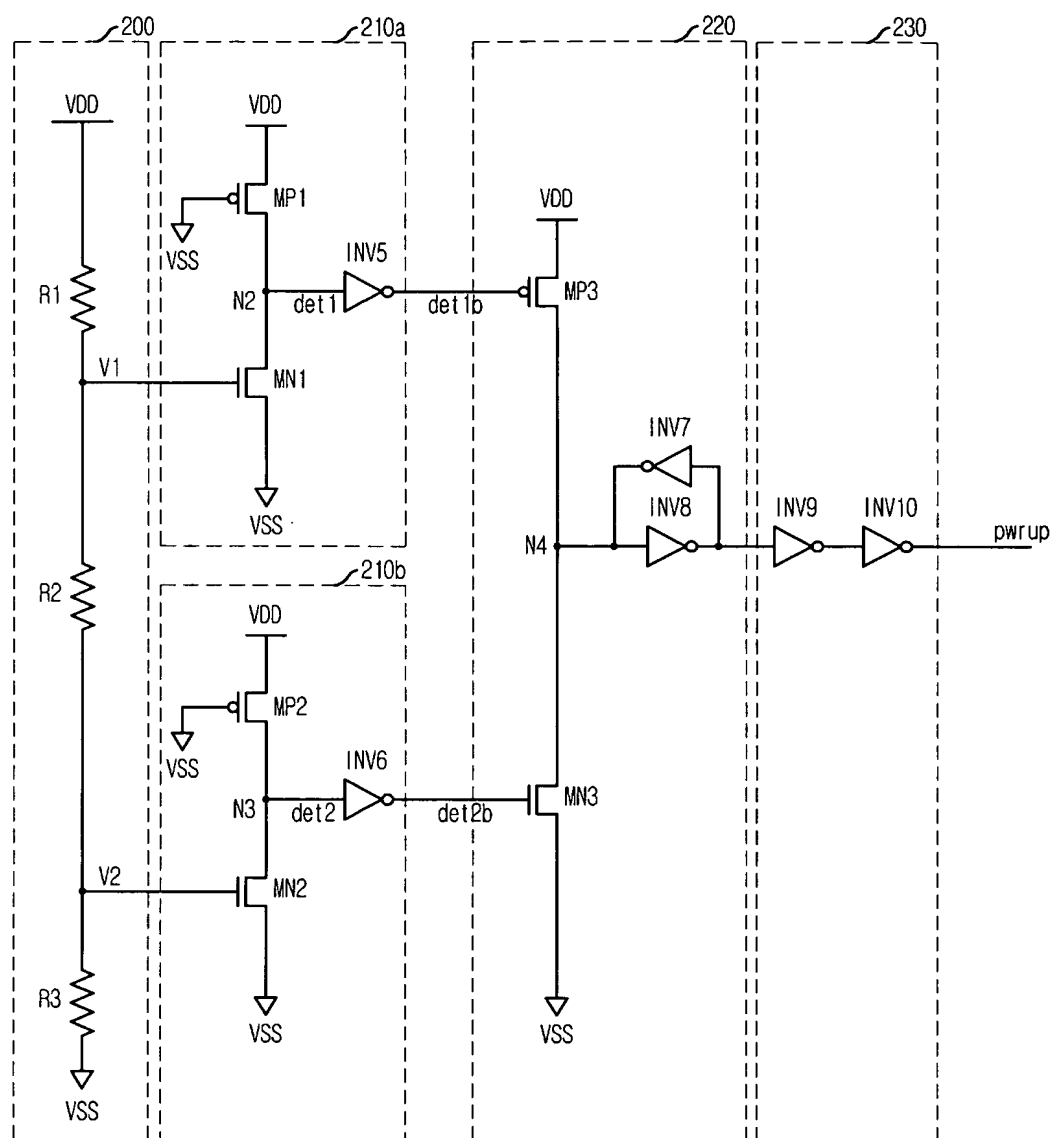 200
210a
220
230
VDD
VDD
MP1
VSS
VDD
INV5
R1
N2
det1
det1b
MP3
V1
MN1
INV7
VSS
INV8
INV9
INV10
N4
pwrup
210b
R2
VDD
MP2
VSS
INV6
N3
det2
det2b
MN3
V2
MN2
R3
VSS
VSS
VSS